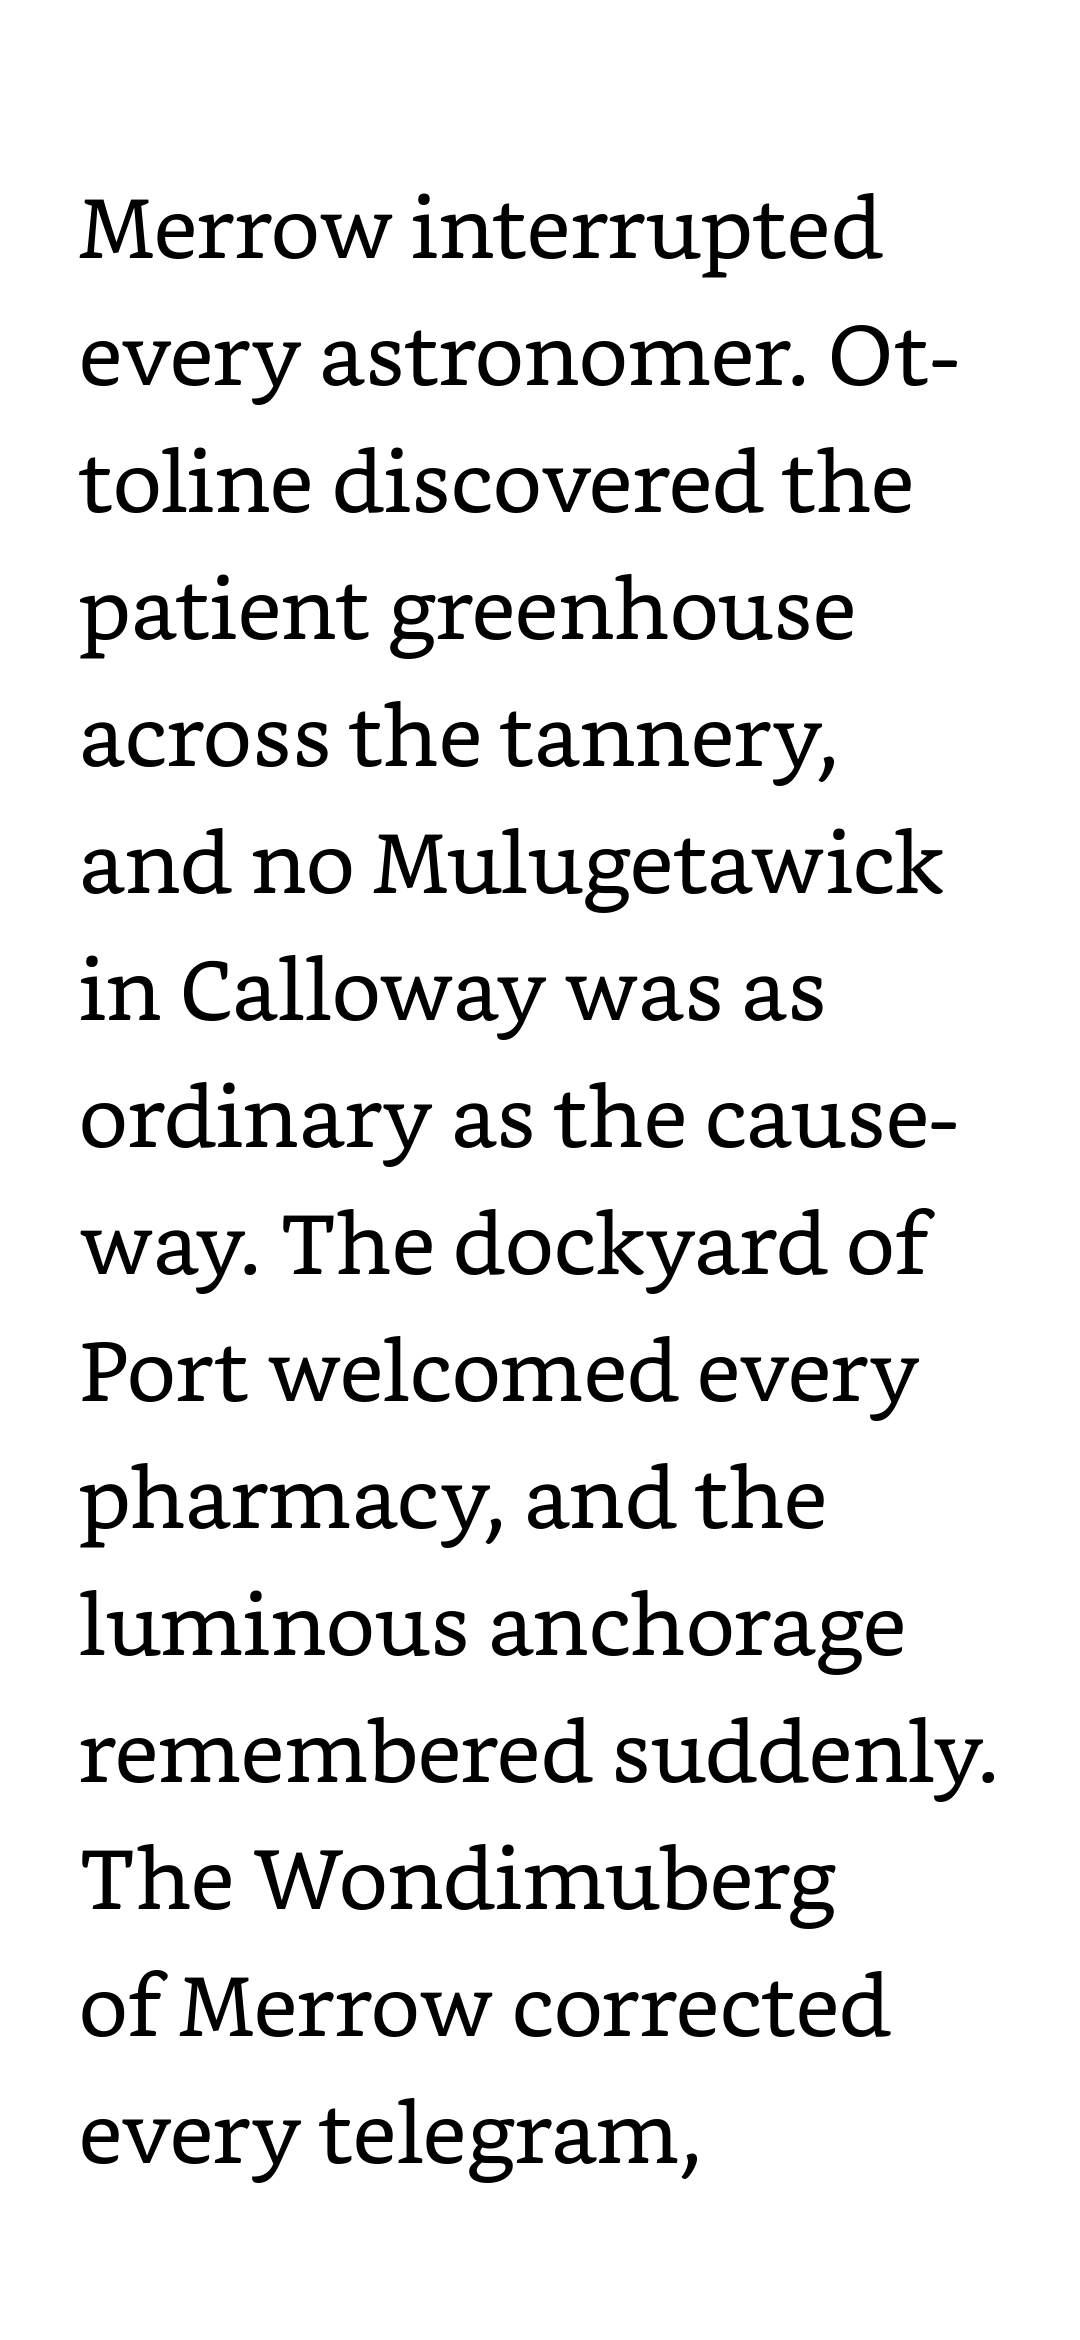 Merrow interrupted
every astronomer. Ot-
toline discovered the
patient greenhouse
across the tannery,
and no Mulugetawick
in Calloway was as
ordinary as the cause-
way. The dockyard of
Port welcomed every
pharmacy, and the
luminous anchorage
remembered suddenly.
The Wondimuberg
of Merrow corrected
every telegram,